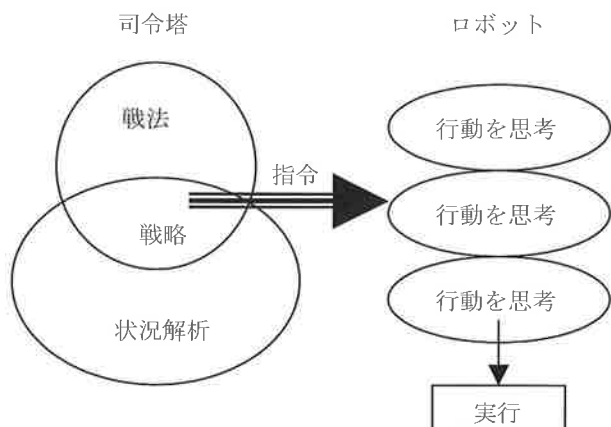 司令塔
ロボット
戦法
行動を思考
指令
行動を思考
戦略
行動を思考
状況解析
実行